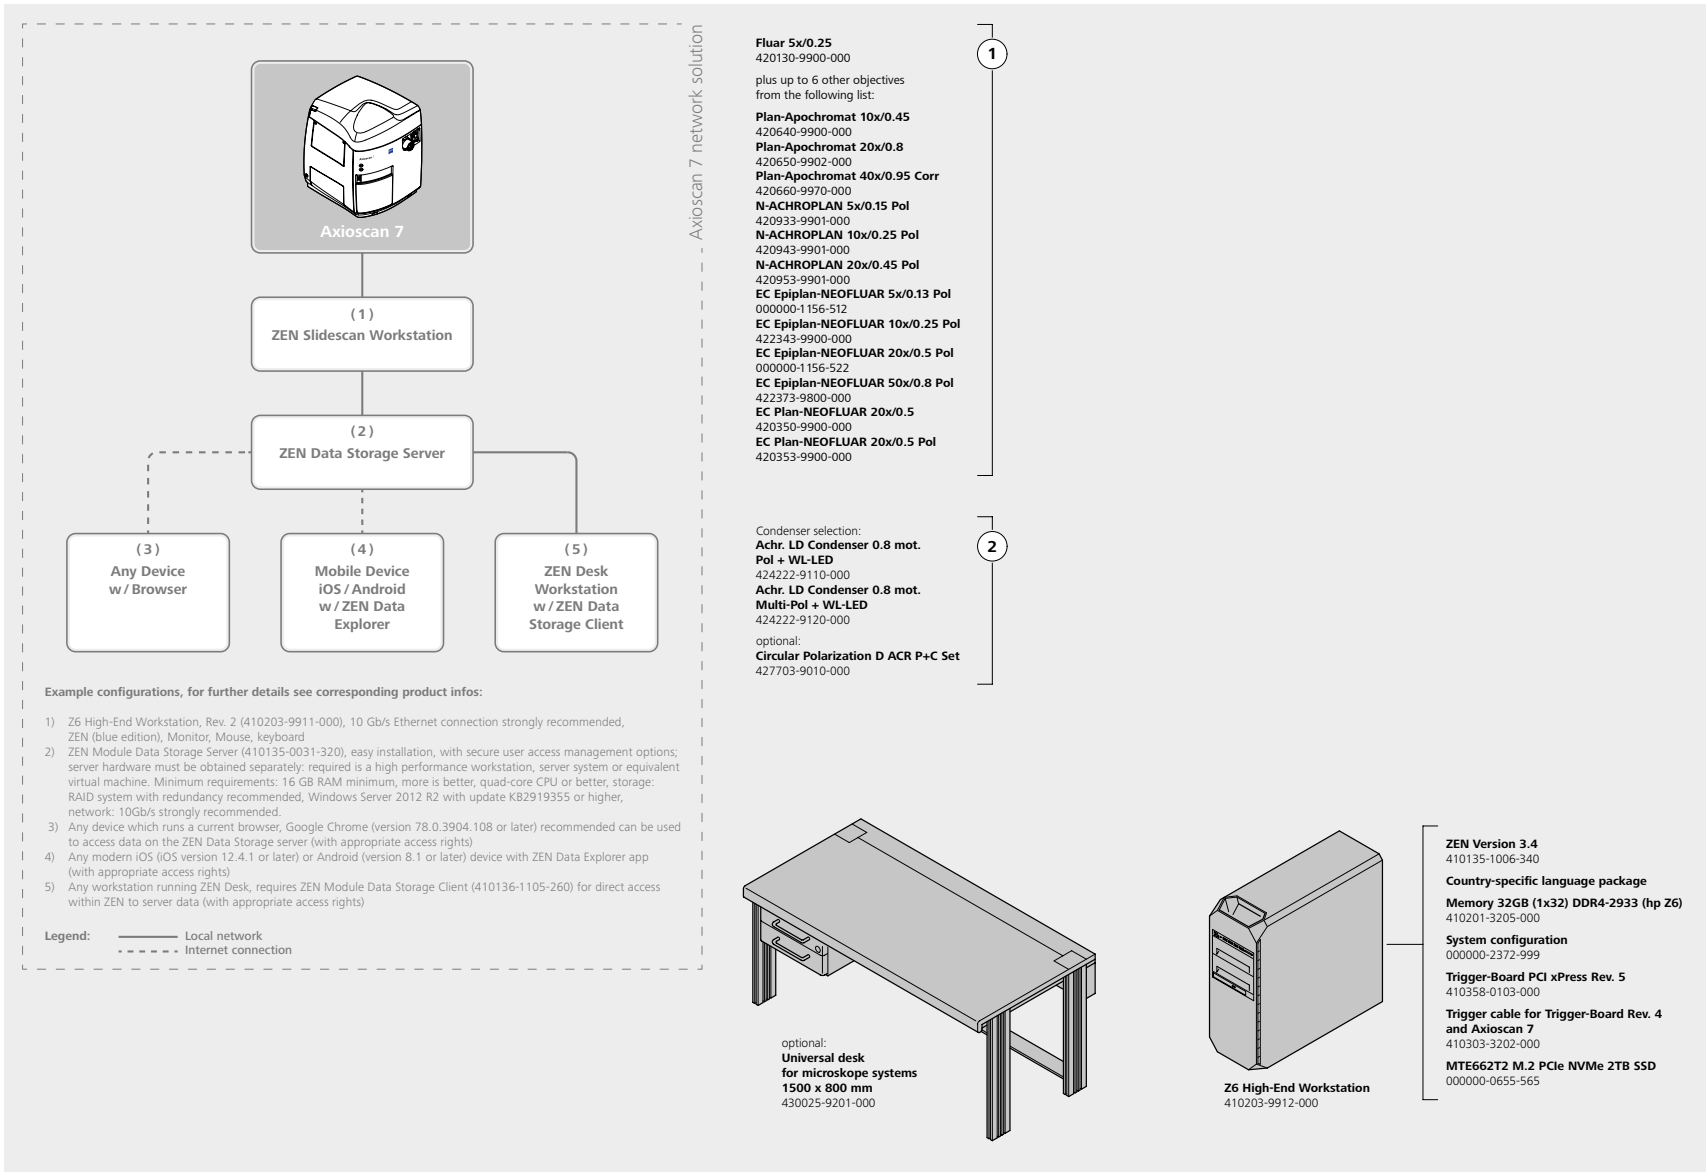 Axioscan 7 network solution
Axioscan 7
(1)
ZEN Slidescan Workstation
(2)
ZEN Data Storage Server
(3)
Any Device
w/Browser
(4)
Mobile Device
iOS/Android
w/ZEN Data
Explorer
(5)
ZEN Desk
Workstation
w/ZEN Data
Storage Client
Example configurations, for further details see corresponding product infos:
1) Z6 High-End Workstation, Rev. 2 (410203-9911-000), 10 Gb/s Ethernet connection strongly recommended,
ZEN (blue edition), Monitor, Mouse, keyboard
2) ZEN Module Data Storage Server (410135-0031-320), easy installation, with secure user access management options;
server hardware must be obtained separately: required is a high performance workstation, server system or equivalent
virtual machine. Minimum requirements: 16 GB RAM minimum, more is better, quad-core CPU or better, storage:
RAID system with redundancy recommended, Windows Server 2012 R2 with update KB2919355 or higher,
network: 10Gb/s strongly recommended.
3) Any device which runs a current browser, Google Chrome (version 78.0.3904.108 or later) recommended can be used
to access data on the ZEN Data Storage server (with appropriate access rights)
4) Any modern iOS (iOS version 12.4.1 or later) or Android (version 8.1 or later) device with ZEN Data Explorer app
(with appropriate access rights)
5) Any workstation running ZEN Desk, requires ZEN Module Data Storage Client (410136-1105-260) for direct access
within ZEN to server data (with appropriate access rights)
Legend: Local network
Internet connection
Fluar 5x/0.25
420130-9900-000
plus up to 6 other objectives
from the following list:
Plan-Apochromat 10x/0.45
420640-9900-000
Plan-Apochromat 20x/0.8
420650-9902-000
Plan-Apochromat 40x/0.95 Corr
420660-9970-000
N-ACHROPLAN 5x/0.15 Pol
420933-9901-000
N-ACHROPLAN 10x/0.25 Pol
420943-9901-000
N-ACHROPLAN 20x/0.45 Pol
420953-9901-000
EC Epiplan-NEOFLUAR 5x/0.13 Pol
000000-1156-512
EC Epiplan-NEOFLUAR 10x/0.25 Pol
422343-9900-000
EC Epiplan-NEOFLUAR 20x/0.5 Pol
000000-1156-522
EC Epiplan-NEOFLUAR 50x/0.8 Pol
422373-9800-000
EC Plan-NEOFLUAR 20x/0.5
420350-9900-000
EC Plan-NEOFLUAR 20x/0.5 Pol
420353-9900-000
1
Condenser selection:
Achr. LD Condenser 0.8 mot.
Pol + WL-LED
424222-9110-000
Achr. LD Condenser 0.8 mot.
Multi-Pol + WL-LED
424222-9120-000
optional:
Circular Polarization D ACR P+C Set
427703-9010-000
2
optional:
Universal desk
for microskope systems
1500 x 800 mm
430025-9201-000
Z6 High-End Workstation
410203-9912-000
ZEN Version 3.4
410135-1006-340
Country-specific language package
Memory 32GB (1x32) DDR4-2933 (hp Z6)
410201-3205-000
System configuration
000000-2372-999
Trigger-Board PCI xPress Rev. 5
410358-0103-000
Trigger cable for Trigger-Board Rev. 4
and Axioscan 7
410303-3202-000
MTE662T2 M.2 PCIe NVMe 2TB SSD
000000-0655-565